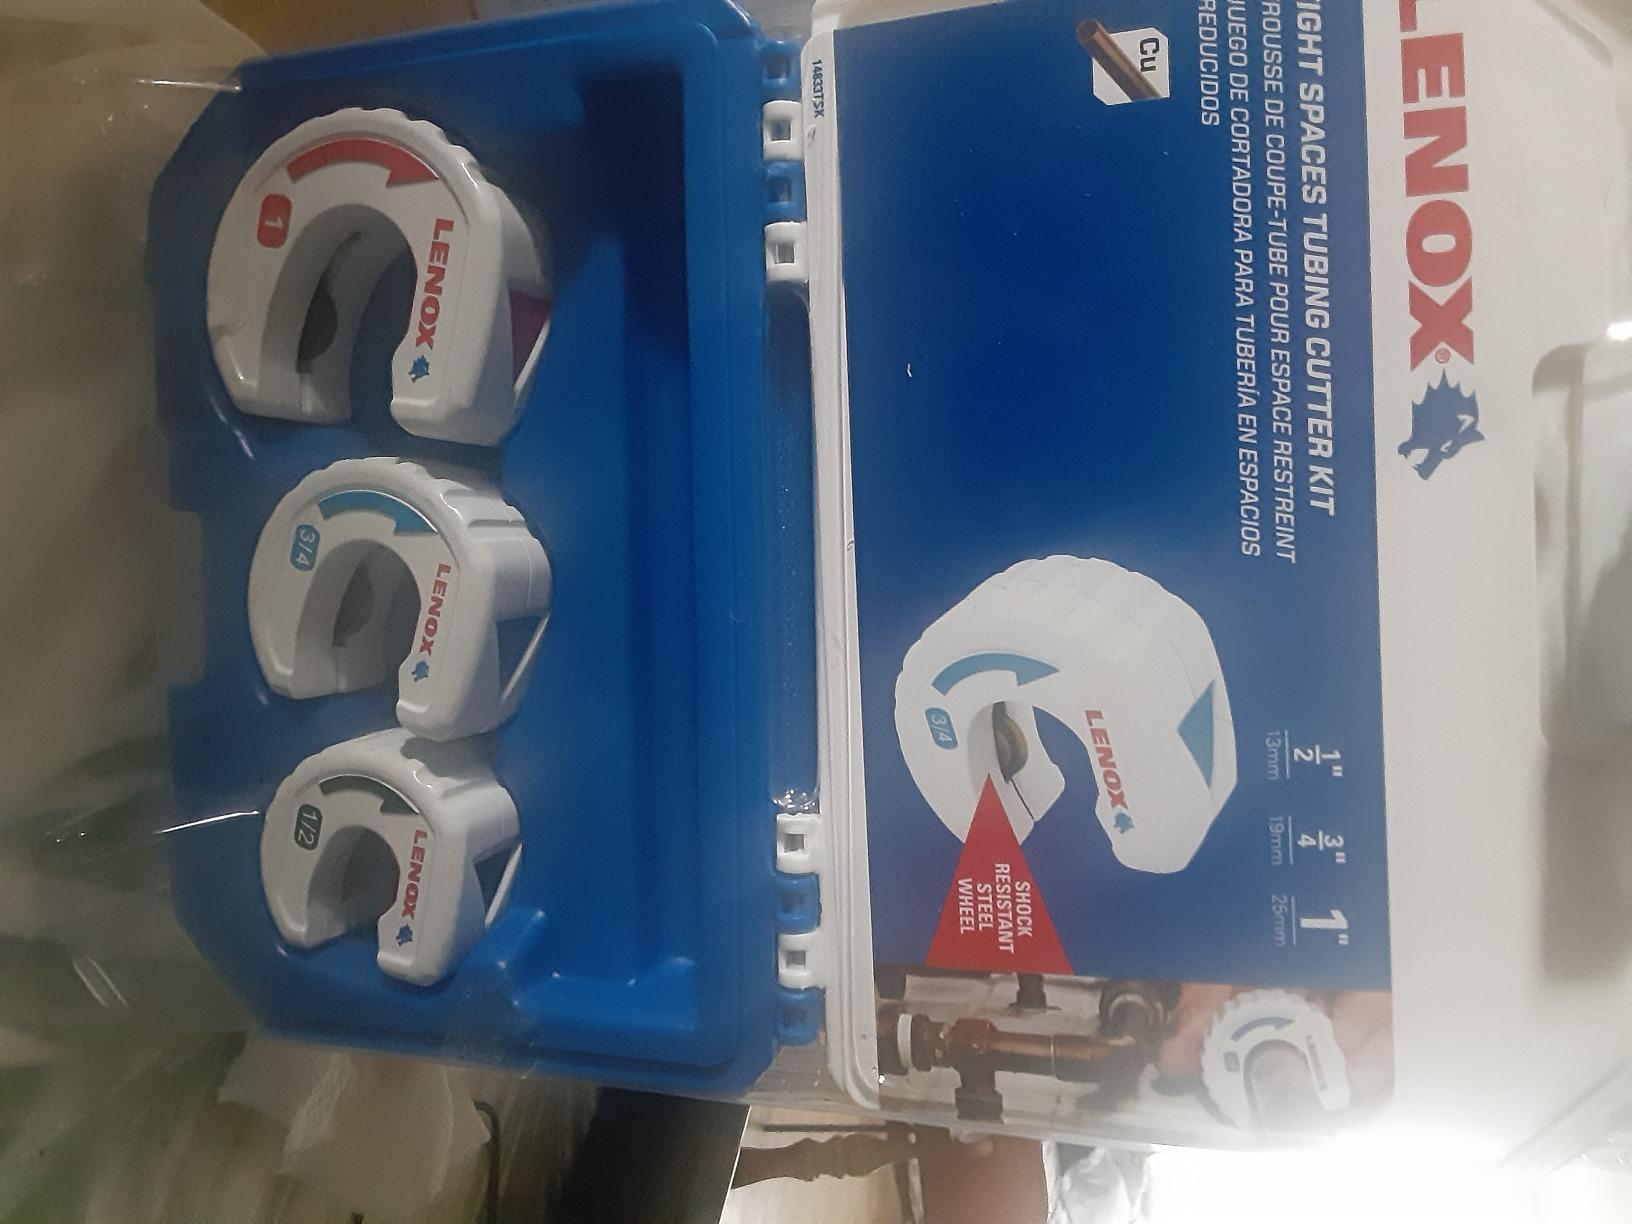 LENOX®
TIGHT SPACES TUBING CUTTER KIT
TROUSSE DE COUPE-TUBE POUR ESPACE RESTREINT
JUEGO DE CORTADORA PARA TUBERÍA EN ESPACIOS
REDUCIDOS
Cu
1/2" 3/4" 1"
13mm 19mm 25mm
LENOX
3/4
SHOCK
RESISTANT
STEEL
WHEEL
14833TSK
LENOX
1
LENOX
3/4
LENOX
1/2